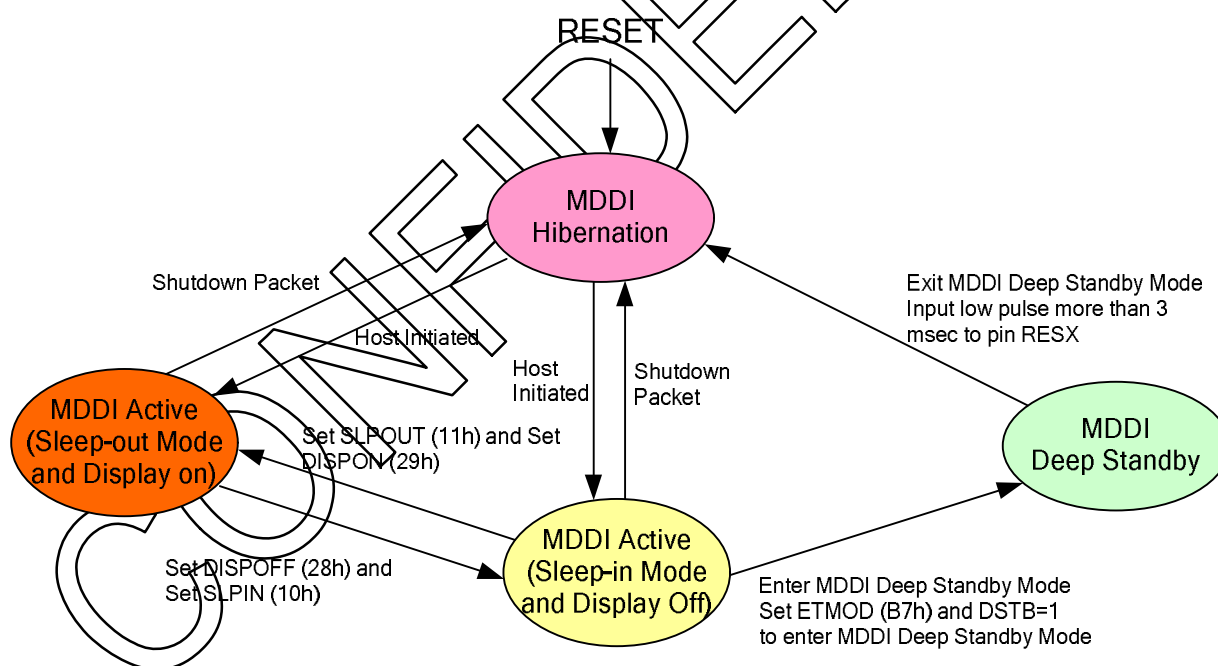 RESET
MDDI
Hibernation
Shutdown Packet
Host Initiated
Host
Initiated
Shutdown
Packet
Exit MDDI Deep Standby Mode
Input low pulse more than 3
msec to pin RESX
MDDI Active
(Sleep-out Mode
and Display on)
Set SLPOUT (11h) and Set
DISPON (29h)
MDDI
Deep Standby
Set DISPOFF (28h) and
Set SLPIN (10h)
MDDI Active
(Sleep-in Mode
and Display Off)
Enter MDDI Deep Standby Mode
Set ETMOD (B7h) and DSTB=1
to enter MDDI Deep Standby Mode